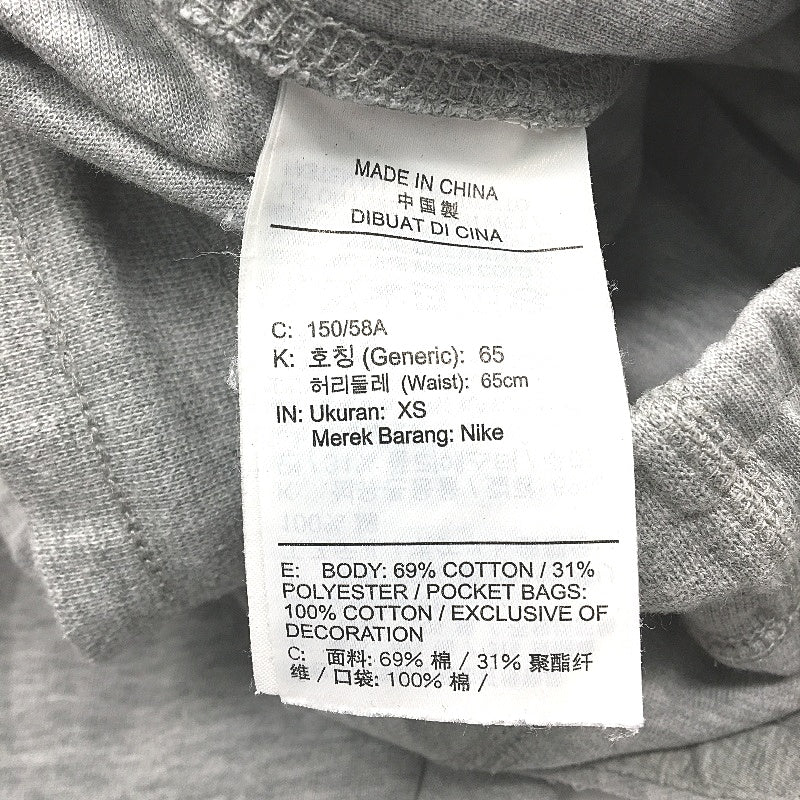 MADE IN CHINA
中国製
DIBUAT DI CINA
C: 150/58A
K: 호칭 (Generic): 65
허리둘레 (Waist): 65cm
IN: Ukuran: XS
Merek Barang: Nike
E: BODY: 69% COTTON / 31%
POLYESTER / POCKET BAGS:
100% COTTON / EXCLUSIVE OF
DECORATION
C: 面料: 69% 棉 / 31% 聚酯纤
维 / 口袋: 100% 棉 /